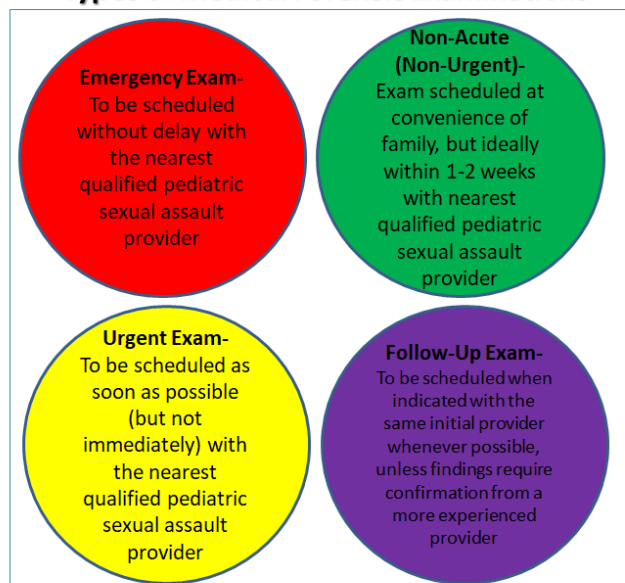 Emergency Exam-
To be scheduled
without delay with
the nearest
qualified pediatric
sexual assault
provider
Non-Acute
(Non-Urgent)-
Exam scheduled at
convenience of
family, but ideally
within 1-2 weeks
with nearest
qualified pediatric
sexual assault
provider
Urgent Exam-
To be scheduled as
soon as possible
(but not
immediately) with
the nearest
qualified pediatric
sexual assault
provider
Follow-Up Exam-
To be scheduled when
indicated with the
same initial provider
whenever possible,
unless findings require
confirmation from a
more experienced
provider